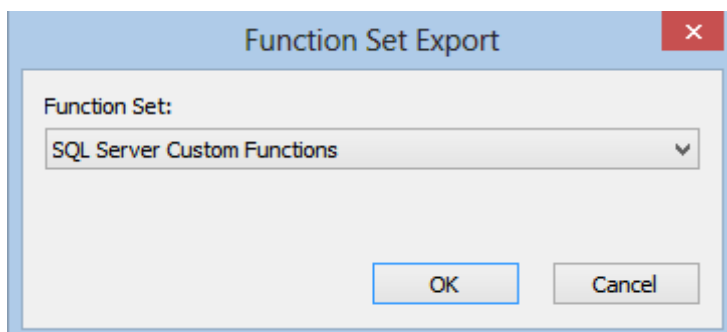 Function Set Export
Function Set:
SQL Server Custom Functions
OK
Cancel